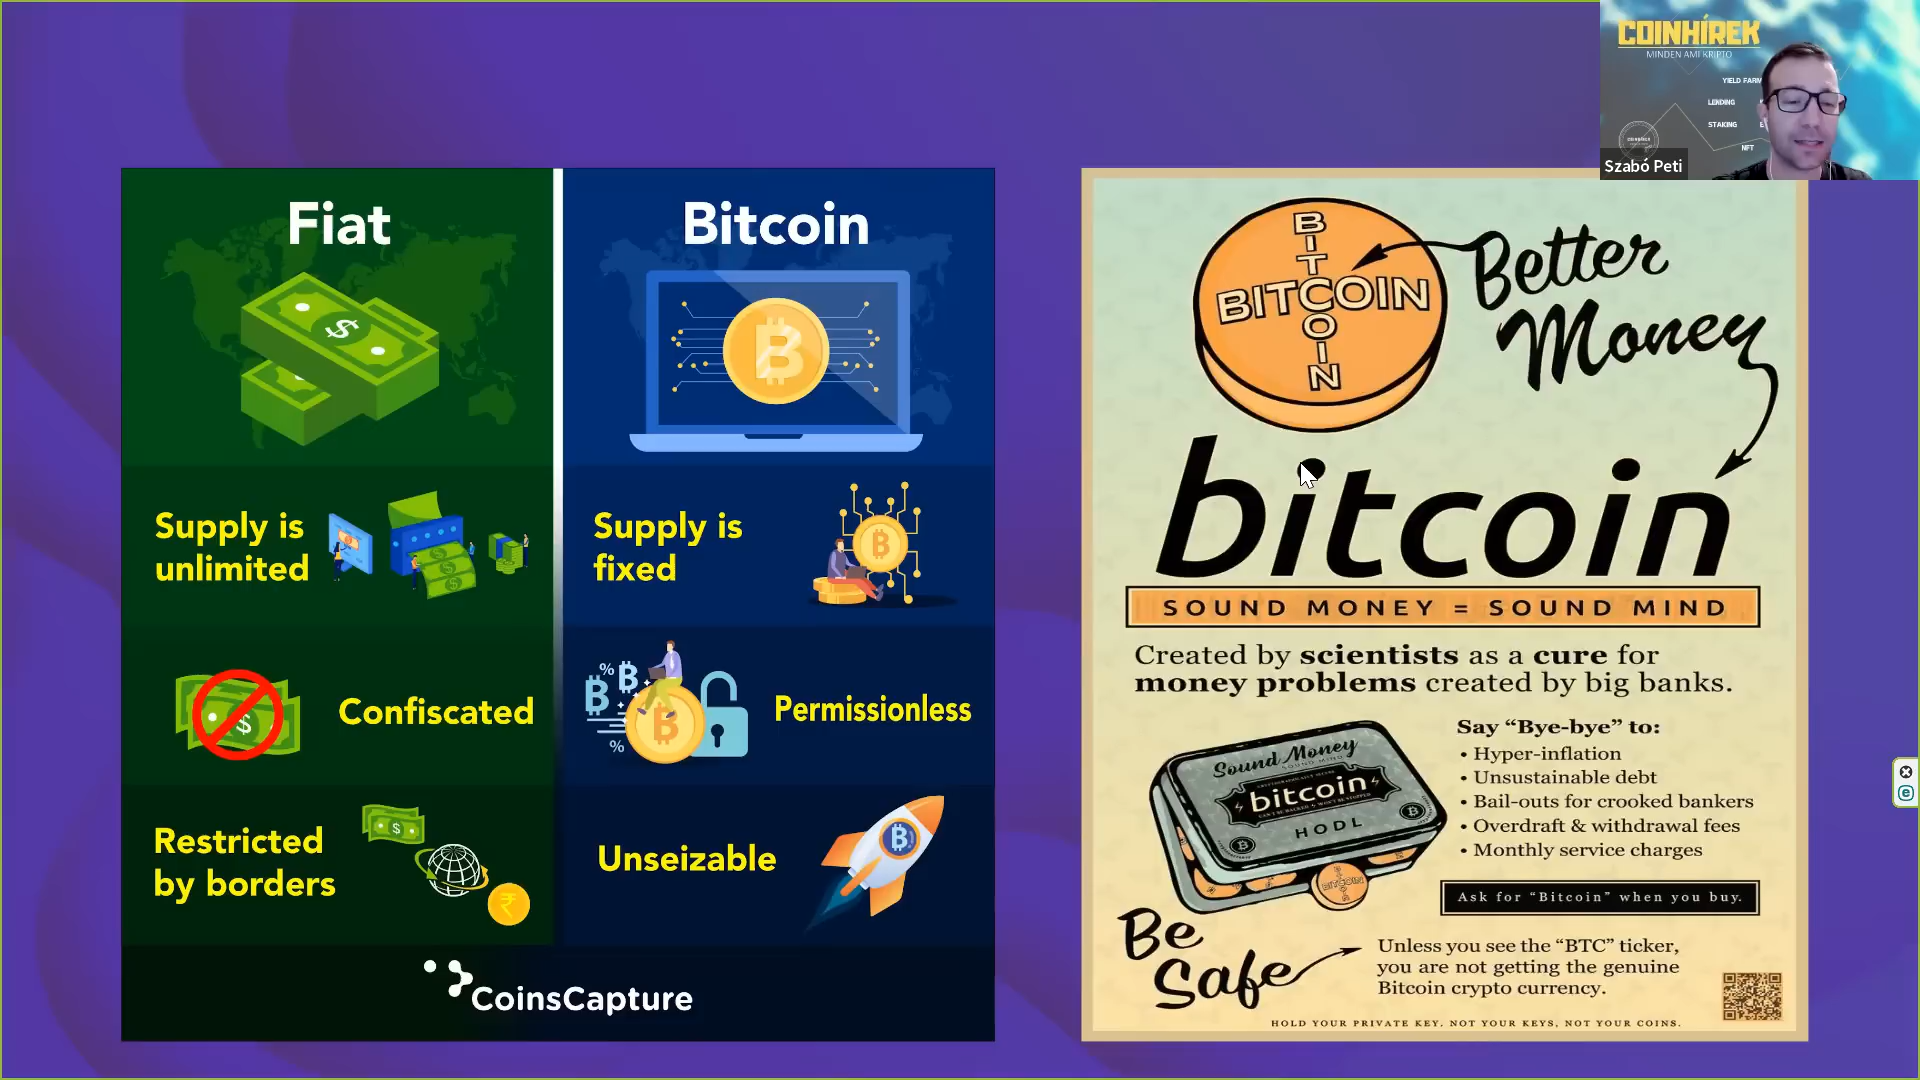 COINHÍREK
MINDEN AMI KRIPTO
YIELD FARM
LENDING
STAKING
NFT
Szabó Peti
Fiat
Supply is
unlimited
Confiscated
Restricted
by borders
Bitcoin
Supply is
fixed
Permissionless
Unseizable
CoinsCapture
BITCOIN
BITCOIN
Better
Money
bitcoin
SOUND MONEY = SOUND MIND
Created by scientists as a cure for
money problems created by big banks.
Sound Money
SOUND MIND
bitcoin
HODL
BITCOIN
Say “Bye-bye” to:
• Hyper-inflation
• Unsustainable debt
• Bail-outs for crooked bankers
• Overdraft & withdrawal fees
• Monthly service charges
Ask for “Bitcoin” when you buy.
Be
Safe
Unless you see the “BTC” ticker,
you are not getting the genuine
Bitcoin crypto currency.
HOLD YOUR PRIVATE KEY. NOT YOUR KEYS, NOT YOUR COINS.